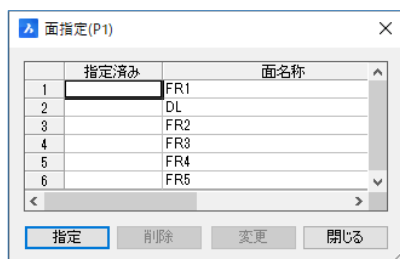 面指定(P1)
指定済み 面名称
1 FR1
2 DL
3 FR2
4 FR3
5 FR4
6 FR5
指定 削除 変更 閉じる